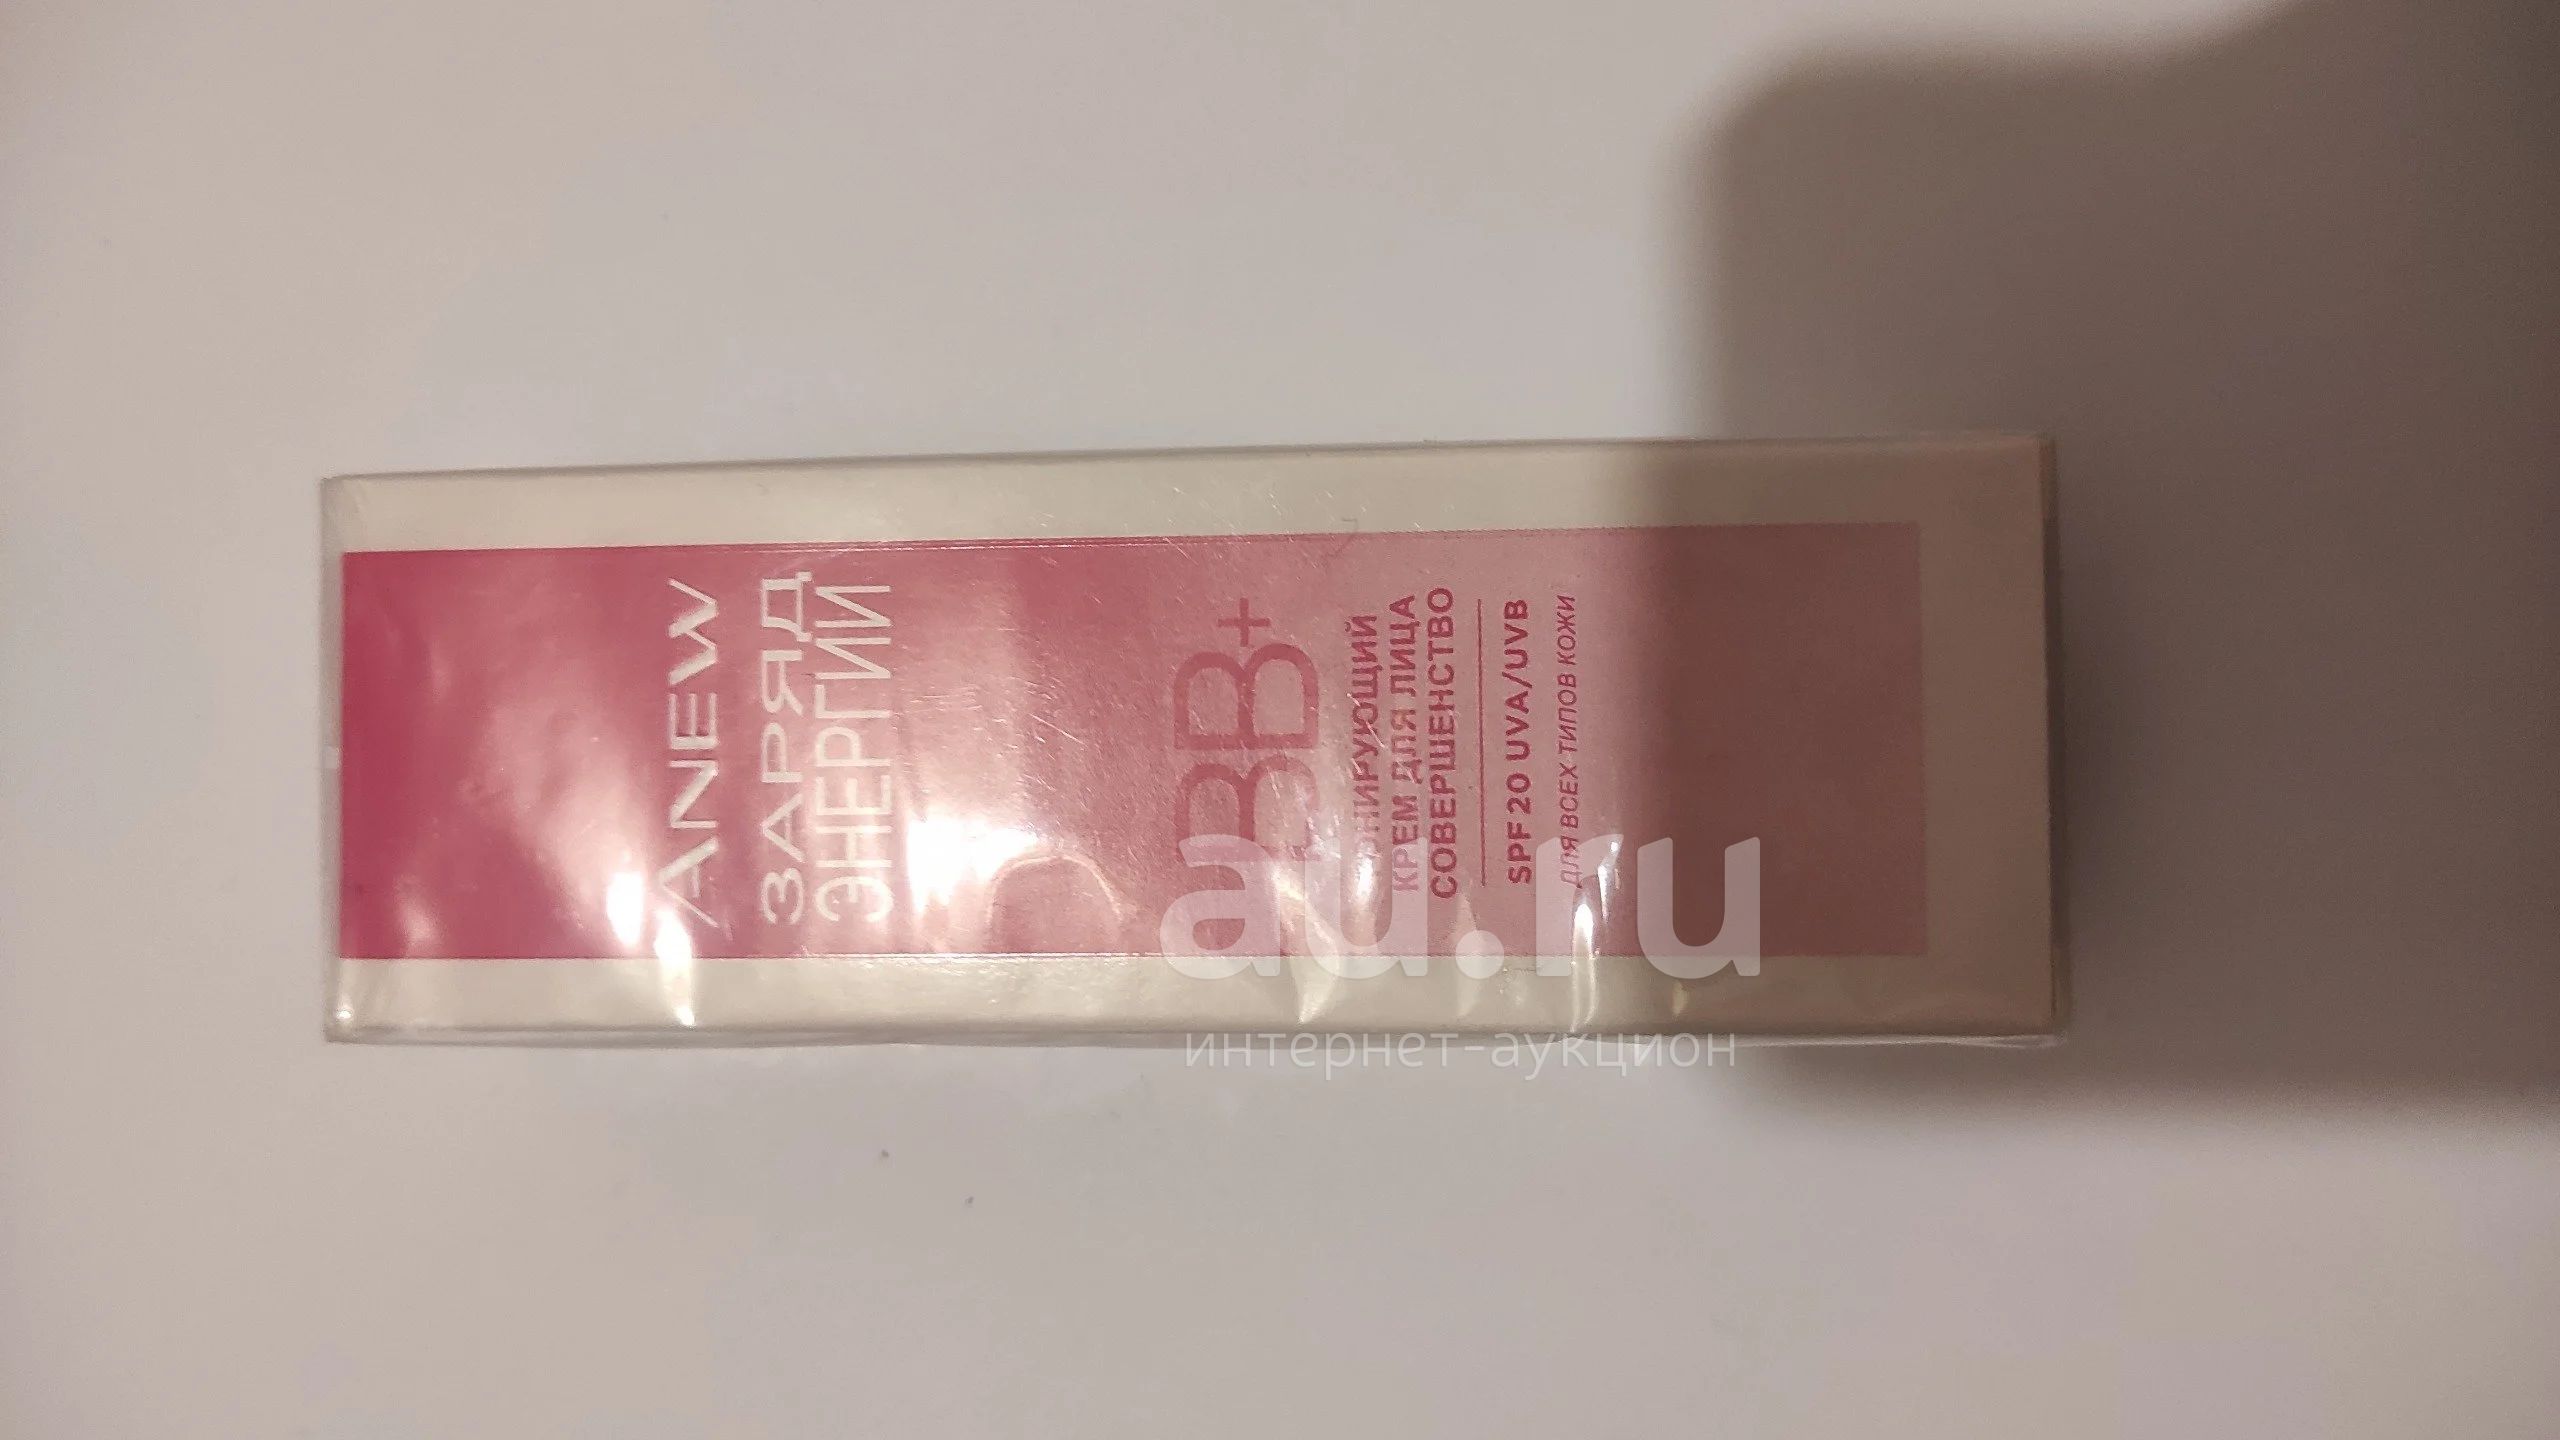 ANEW
ЗАРЯД
ЭНЕРГИИ
BB+
ТОНИРУЮЩИЙ
КРЕМ ДЛЯ ЛИЦА
СОВЕРШЕНСТВО
SPF 20 UVA/UVB
ДЛЯ ВСЕХ ТИПОВ КОЖИ
au.ru
интернет-аукцион